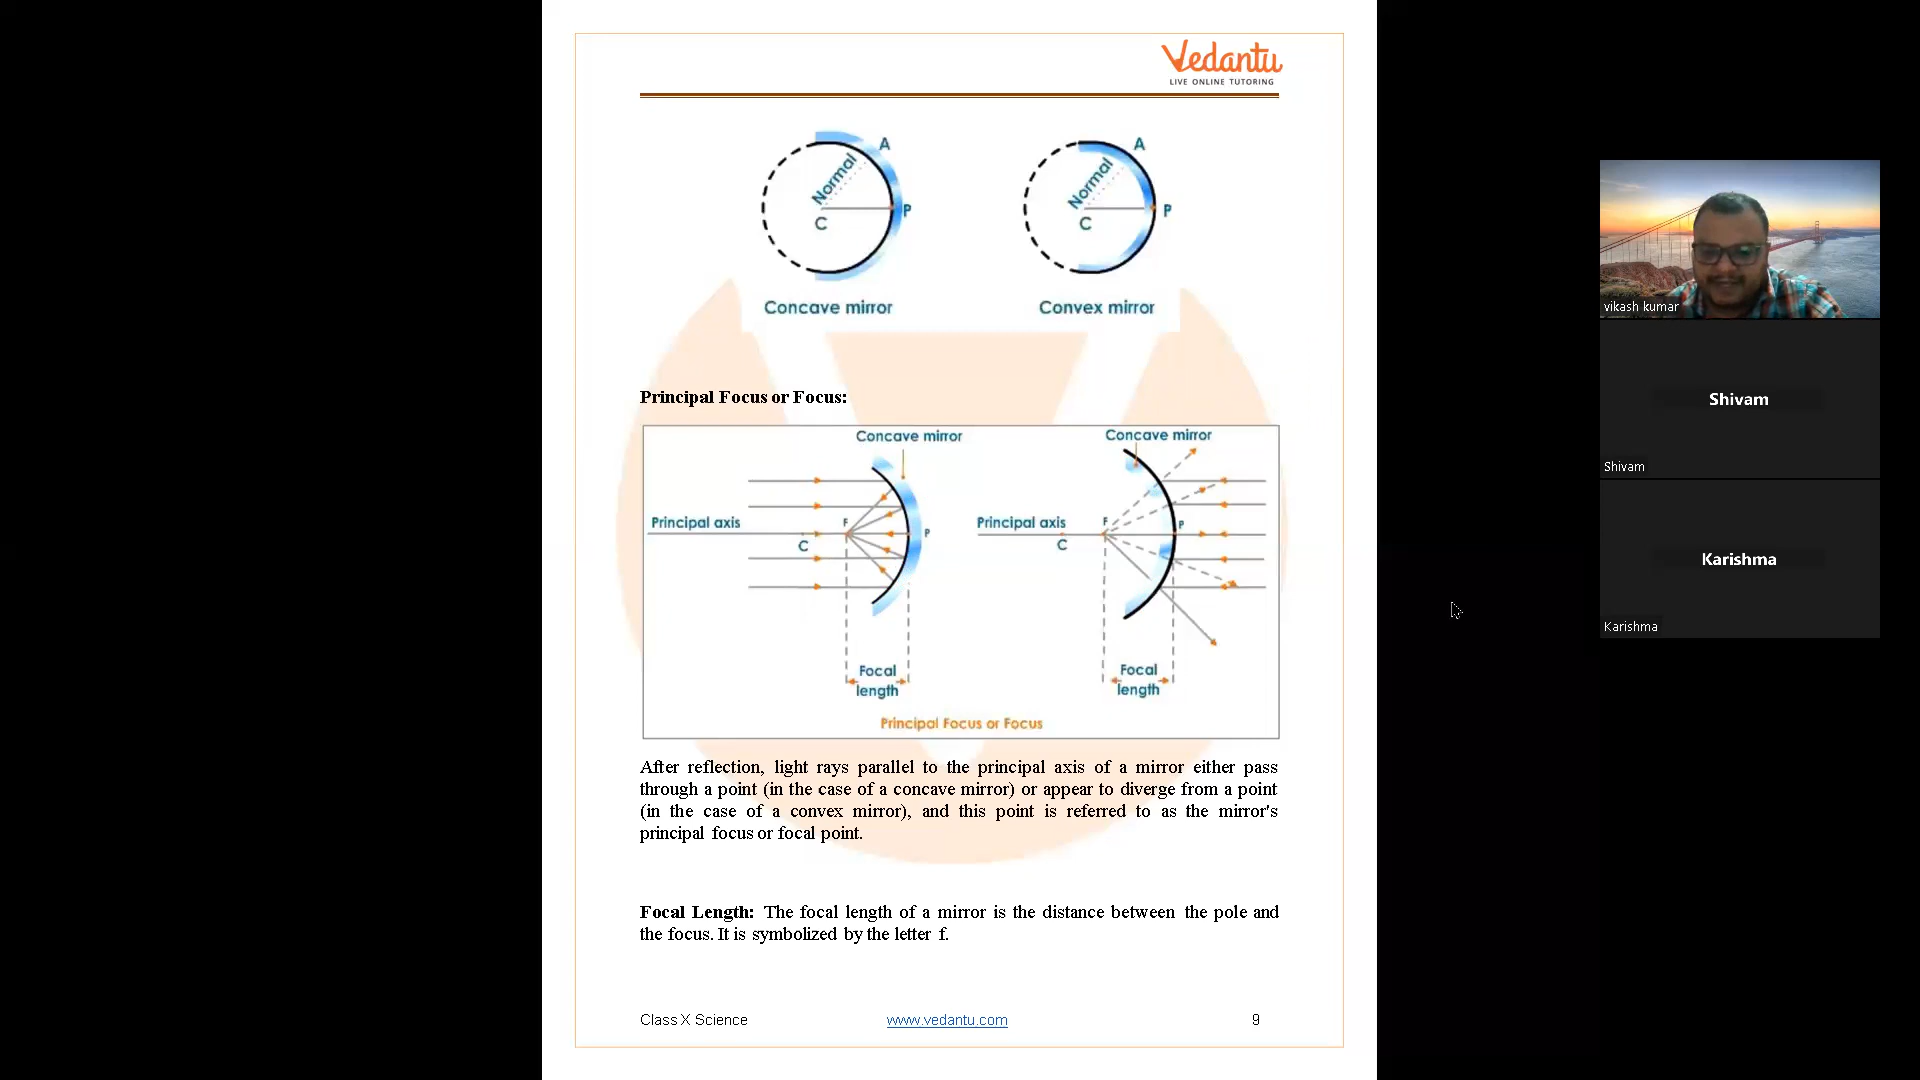 Vedantu
LIVE ONLINE TUTORING
A
Normal
P
C
Concave mirror
A
Normal
P
C
Convex mirror
Principal Focus or Focus:
Concave mirror
Principal axis
F
P
C
Focal
length
Concave mirror
Principal axis
F
P
C
Focal
length
Principal Focus or Focus
After reflection, light rays parallel to the principal axis of a mirror either pass
through a point (in the case of a concave mirror) or appear to diverge from a point
(in the case of a convex mirror), and this point is referred to as the mirror's
principal focus or focal point.
Focal Length: The focal length of a mirror is the distance between the pole and
the focus. It is symbolized by the letter f.
Class X Science www.vedantu.com 9
vikash kumar
Shivam
Shivam
Karishma
Karishma